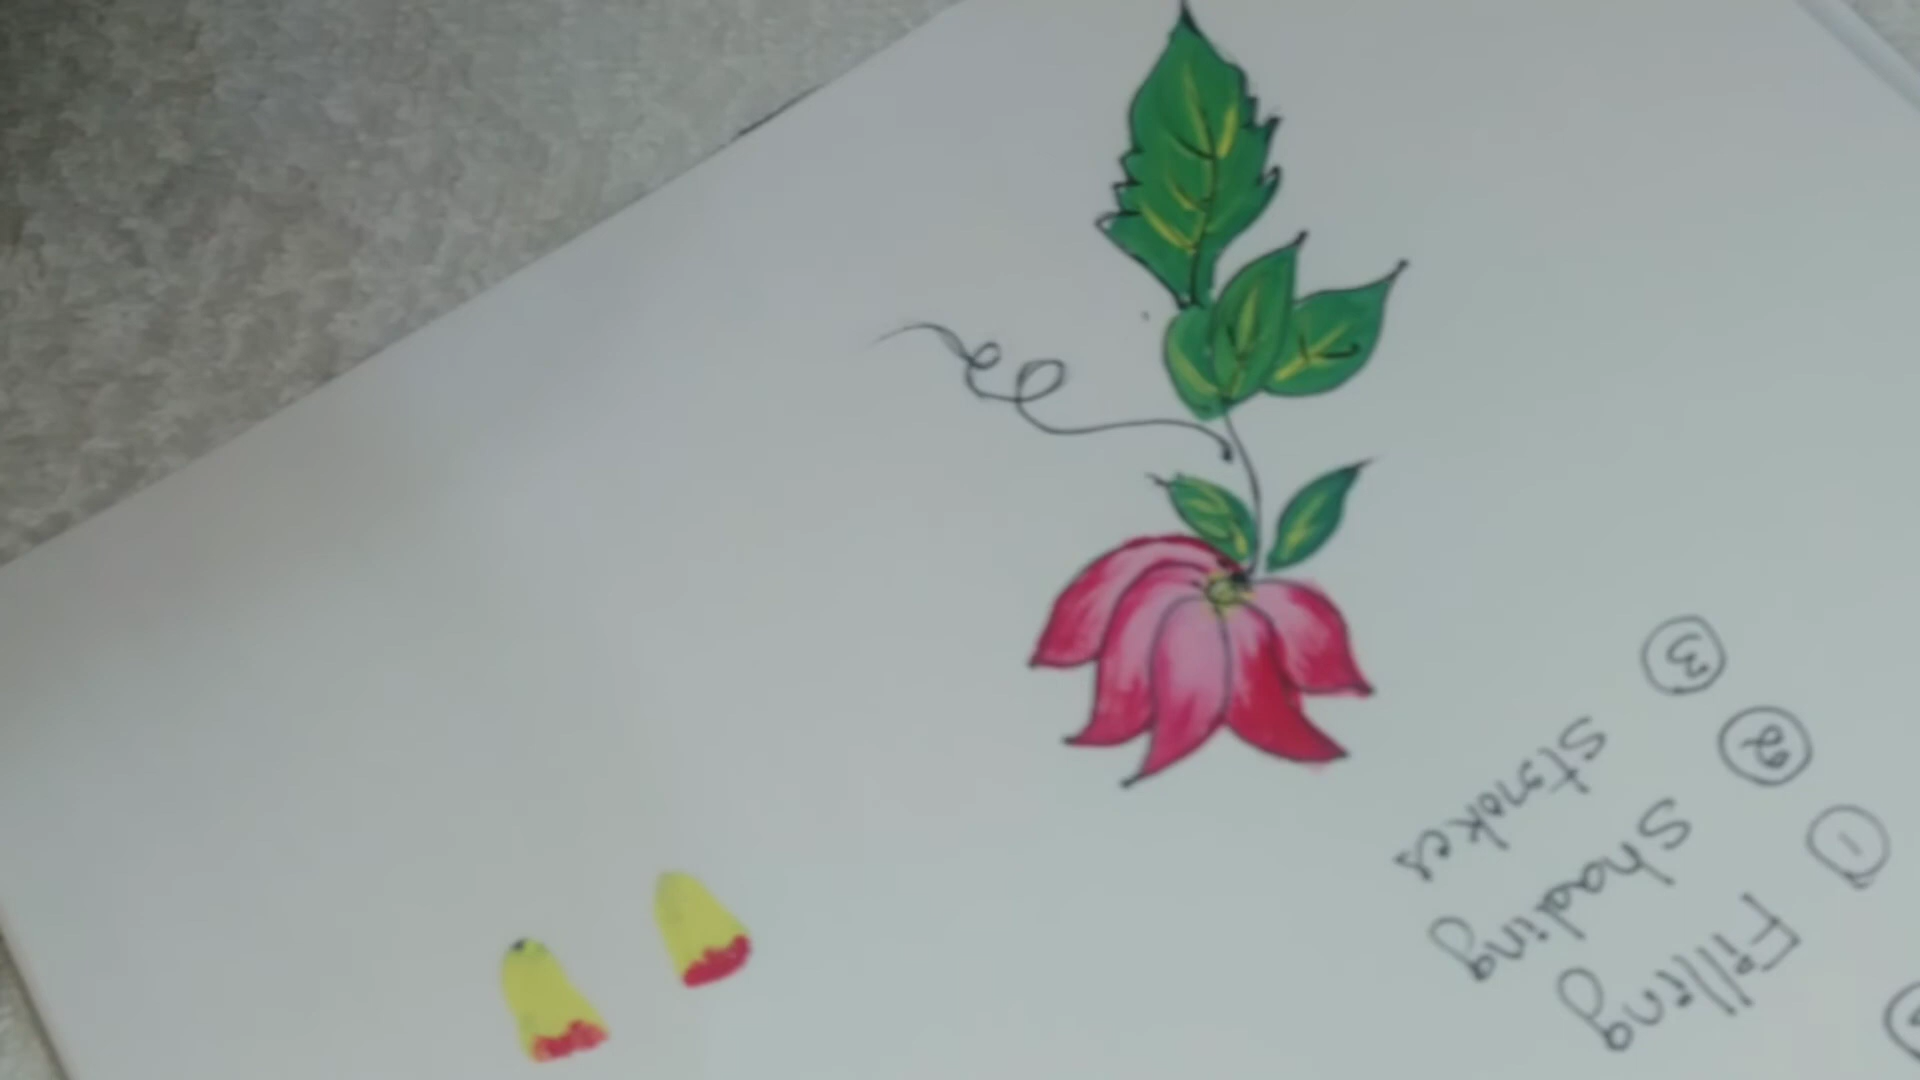 ① Filling
② Shading
③ Strokes